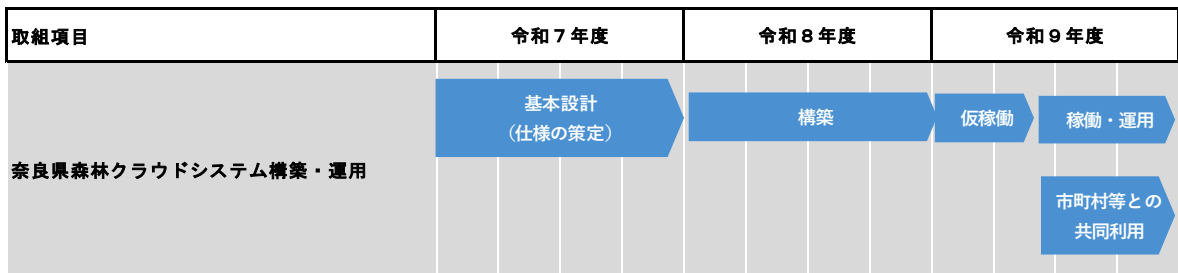 取組項目
令和７年度
令和８年度
令和９年度
奈良県森林クラウドシステム構築・運用
基本設計
（仕様の策定）
構築
仮稼働
稼働・運用
市町村等との
共同利用